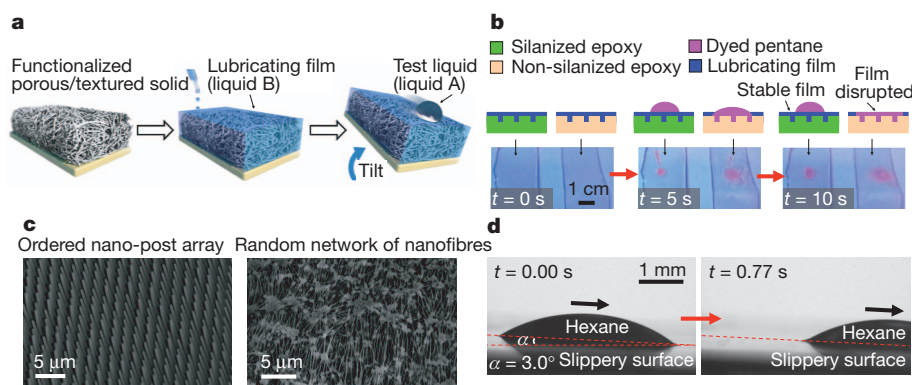 a
Functionalized
porous/textured solid
Lubricating film
(liquid B)
Test liquid
(liquid A)
Tilt
b
Silanized epoxy
Non-silanized epoxy
Dyed pentane
Lubricating film
Stable film
Film
disrupted
t = 0 s
1 cm
t = 5 s
t = 10 s
c
Ordered nano-post array
Random network of nanofibres
5 μm
5 μm
d
t = 0.00 s
1 mm
Hexane
α
α = 3.0°
Slippery surface
t = 0.77 s
Hexane
Slippery surface